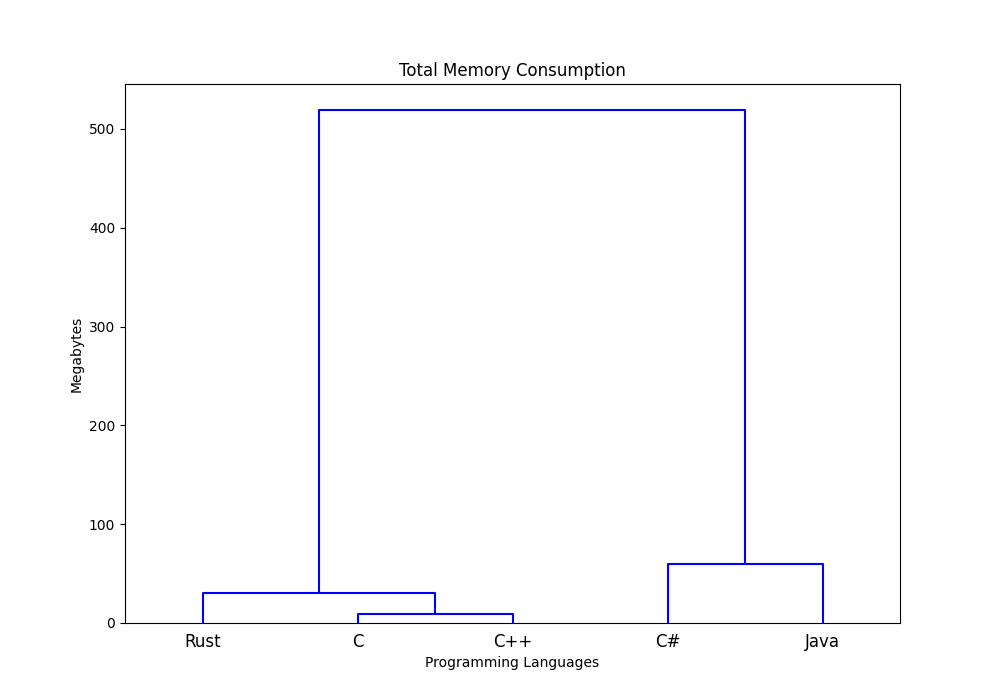 Total Memory Consumption
500
400
300
200
100
0
Megabytes
Rust C C++ C# Java
Programming Languages